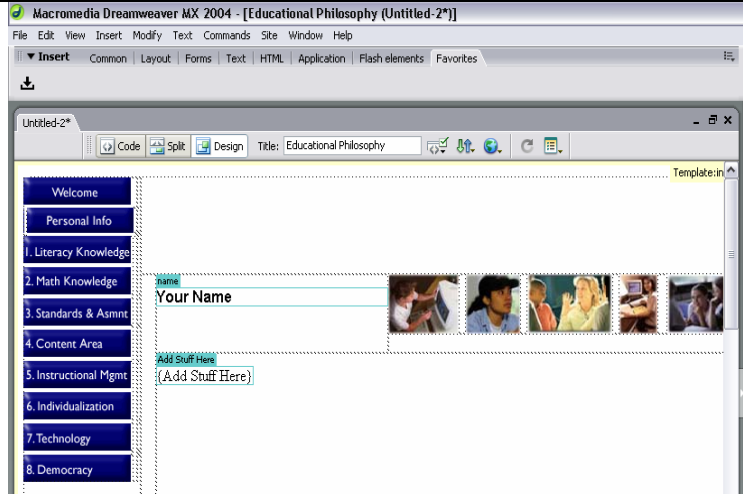 Macromedia Dreamweaver MX 2004 - [Educational Philosophy (Untitled-2*)]
File Edit View Insert Modify Text Commands Site Window Help
Insert Common Layout Forms Text HTML Application Flash elements Favorites
Untitled-2*
Code Split Design Title: Educational Philosophy
Template:in
Welcome
Personal Info
1. Literacy Knowledge
2. Math Knowledge
name
Your Name
3. Standards & Asmnt
4. Content Area
Add Stuff Here
5. Instructional Mgmt
{Add Stuff Here}
6. Individualization
7. Technology
8. Democracy